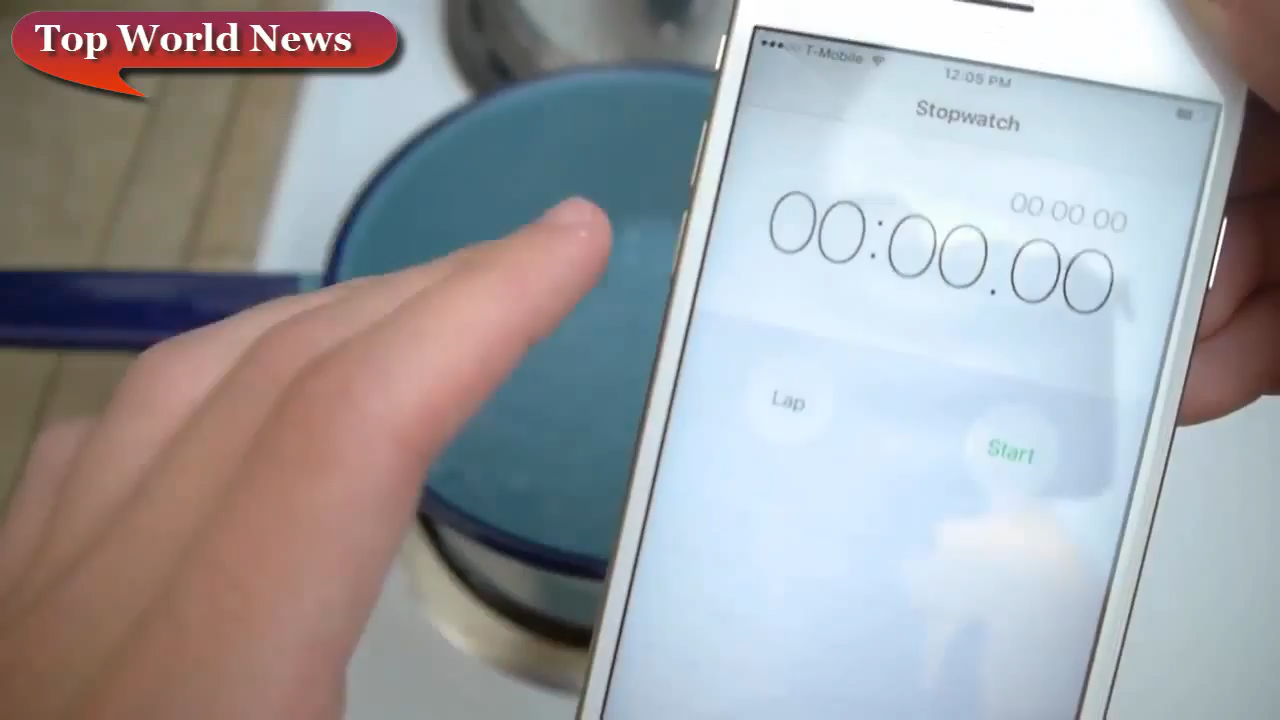 Top World News
T-Mobile
12:05 PM
Stopwatch
00 00.00
00:00.00
Lap
Start